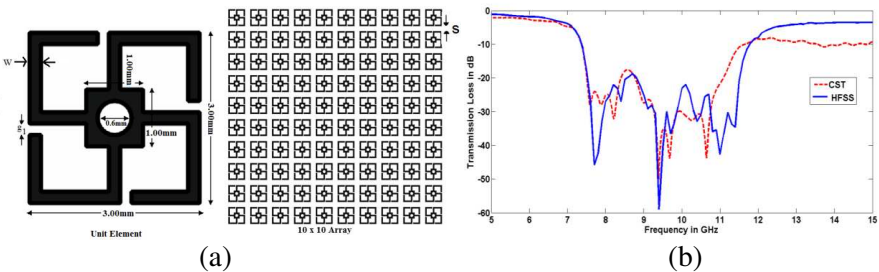 W
1.00mm
0.6mm
1.00mm
3.00mm
g1
3.00mm
Unit Element
S
10 x 10 Array
(a)
Transmission Loss in dB
0
-10
-20
-30
-40
-50
-60
CST
HFSS
5 6 7 8 9 10 11 12 13 14 15
Frequency in GHz
(b)